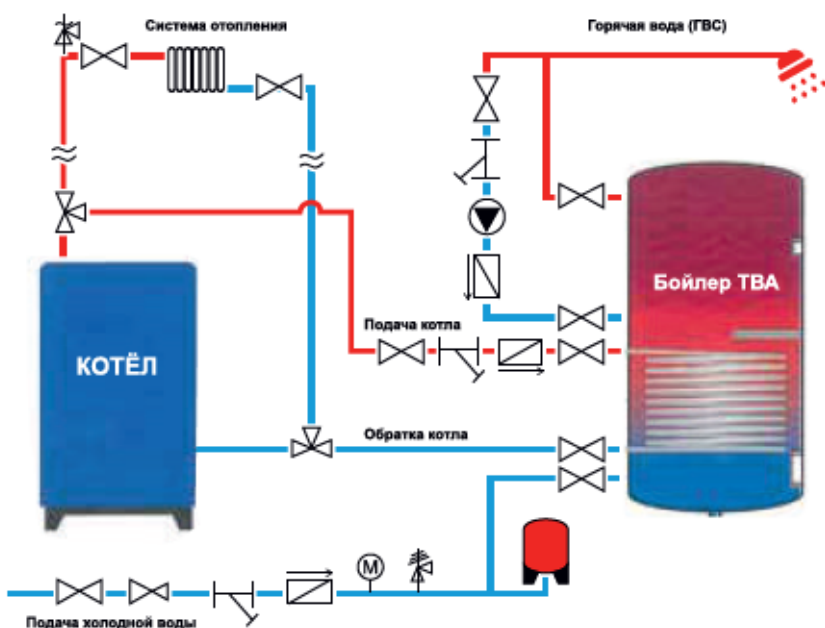 Система отопления
Горячая вода (ГВС)
Бойлер ТВА
Подача котла
КОТЁЛ
Обратка котла
М
Подача холодной воды